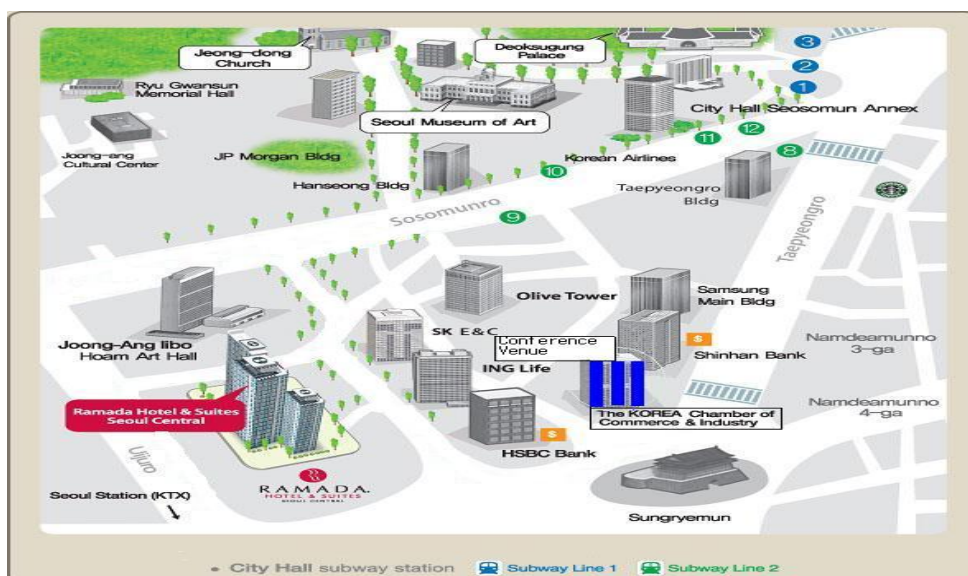 Jeong-dong
Church
Deoksugung
Palace
3
2
1
Ryu Gwansun
Memorial Hall
Seoul Museum of Art
City Hall Seosomun Annex
12
11
8
Joong-ang
Cultural Center
JP Morgan Bldg
Hanseong Bldg
10
Korean Airlines
Taepyeongro
Bldg
Sosomunro
9
Taepyeongro
Olive Tower
Samsung
Main Bldg
SK E&C
Conference
Venue
Joong-Ang Ilbo
Hoam Art Hall
ING Life
$
Shinhan Bank
Namdeamunno
3-ga
Ramada Hotel & Suites
Seoul Central
The KOREA Chamber of
Commerce & Industry
Namdeamunno
4-ga
$
HSBC Bank
Uijuro
Seoul Station (KTX)
RAMADA
HOTEL & SUITES
SEOUL CENTRAL
Sungryemun
• City Hall subway station
Subway Line 1
Subway Line 2